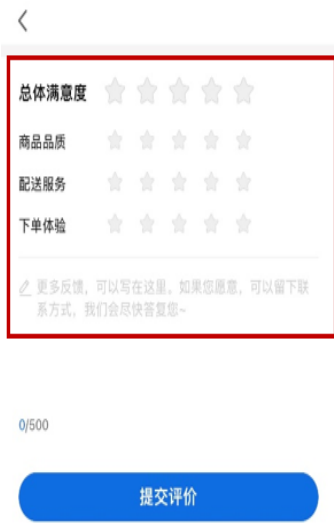 总体满意度
商品品质
配送服务
下单体验
更多反馈，可以写在这里。如果您愿意，可以留下联
系方式，我们会尽快答复您~
0/500
提交评价